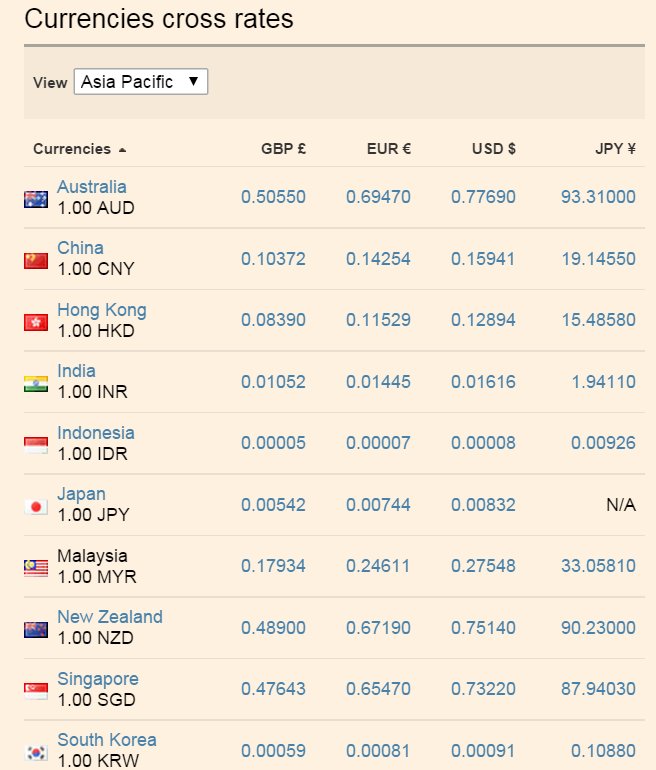 Currencies cross rates
View Asia Pacific ▼
Currencies ▲ GBP £ EUR € USD $ JPY ¥
Australia
1.00 AUD 0.50550 0.69470 0.77690 93.31000
China
1.00 CNY 0.10372 0.14254 0.15941 19.14550
Hong Kong
1.00 HKD 0.08390 0.11529 0.12894 15.48580
India
1.00 INR 0.01052 0.01445 0.01616 1.94110
Indonesia
1.00 IDR 0.00005 0.00007 0.00008 0.00926
Japan
1.00 JPY 0.00542 0.00744 0.00832 N/A
Malaysia
1.00 MYR 0.17934 0.24611 0.27548 33.05810
New Zealand
1.00 NZD 0.48900 0.67190 0.75140 90.23000
Singapore
1.00 SGD 0.47643 0.65470 0.73220 87.94030
South Korea
1.00 KRW 0.00059 0.00081 0.00091 0.10880